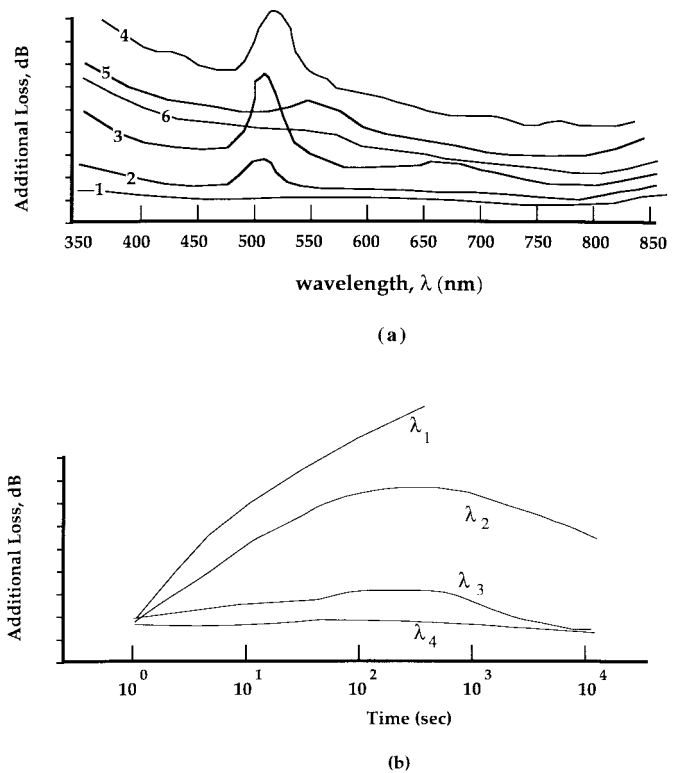 Additional Loss, dB
4
5
6
3
2
1
350 400 450 500 550 600 650 700 750 800 850
wavelength, λ (nm)
(a)
Additional Loss, dB
λ1
λ2
λ3
λ4
10^0 10^1 10^2 10^3 10^4
Time (sec)
(b)